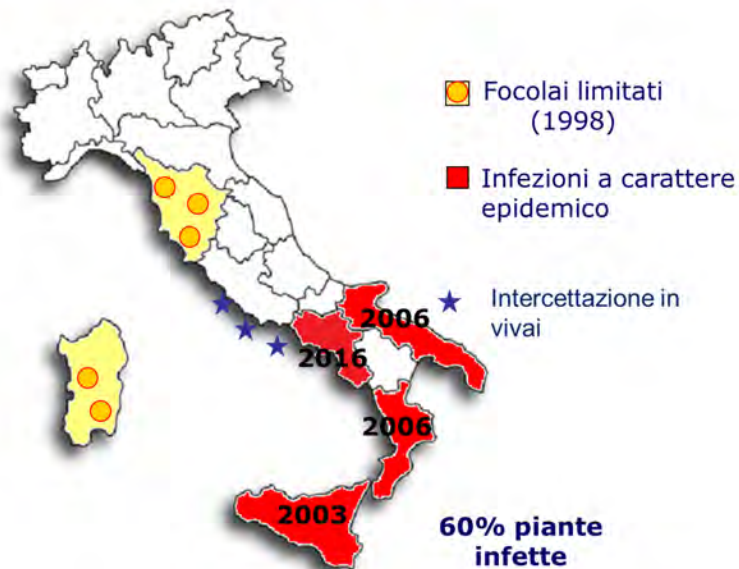 Focolai limitati
(1998)
Infezioni a carattere
epidemico
Intercettazione in
vivai
2006
2016
2006
2003
60% piante
infette